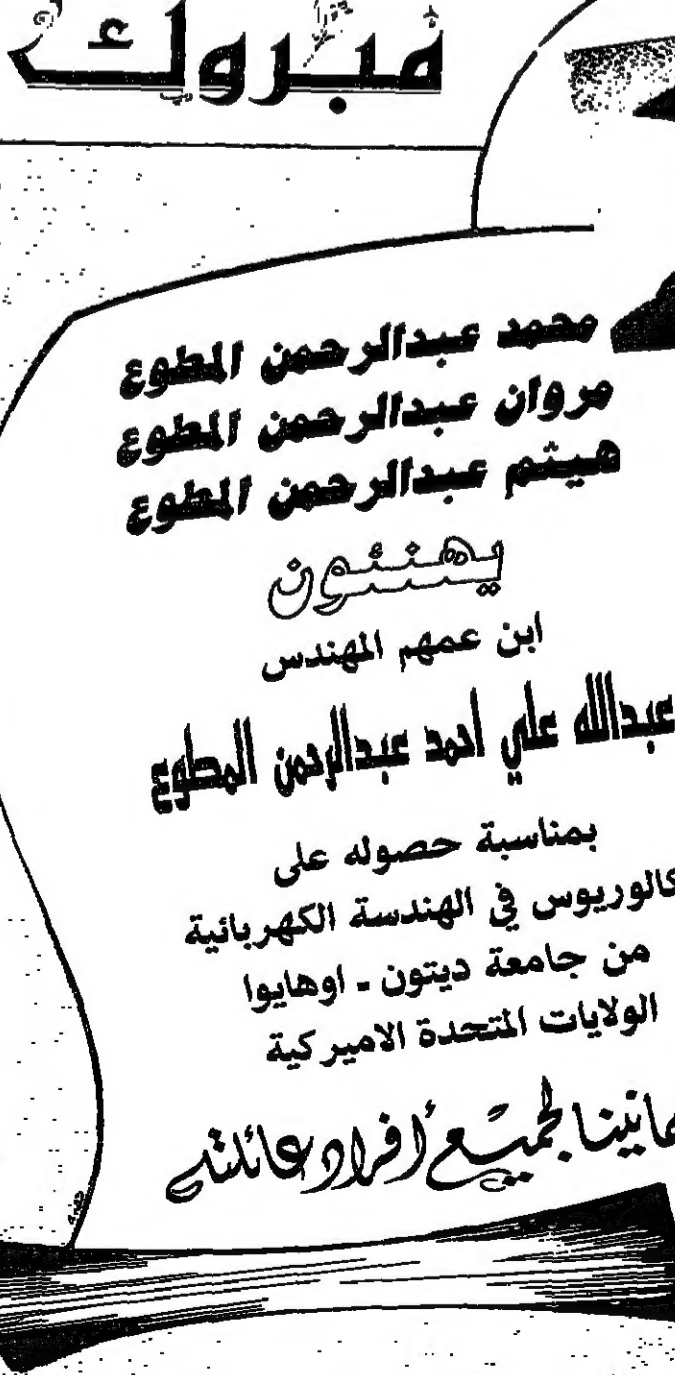 مبروك
محمد عبدالرحمن المطوع
مروان عبدالرحمن المطوع
هيثم عبدالرحمن المطوع
يهنئون
ابن عمهم المهندس
عبدالله علي احمد عبدالرحمن المطوع
بمناسبة حصوله على
كالوريوس في الهندسة الكهربائية
من جامعة ديتون - اوهايوا
الولايات المتحدة الاميركية
مانينا لجميع أفراد عائلته